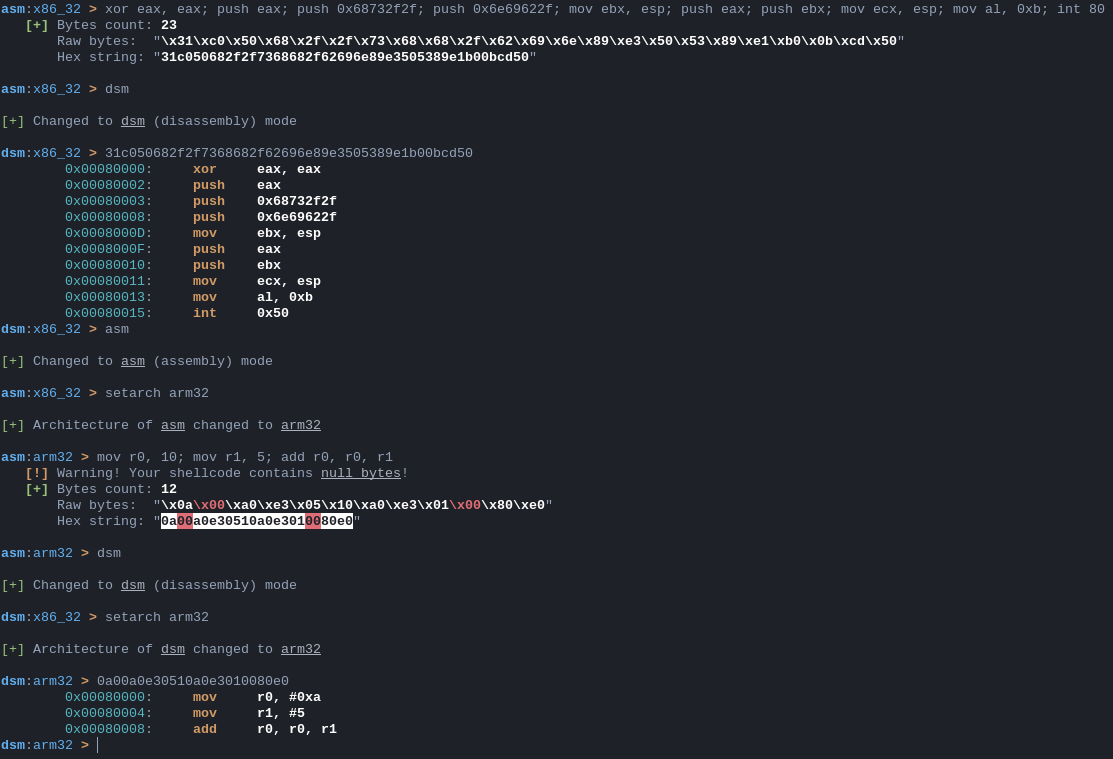 asm:x86_32 > xor eax, eax; push eax; push 0x68732f2f; push 0x6e69622f; mov ebx, esp; push eax; push ebx; mov ecx, esp; mov al, 0xb; int 80
[+] Bytes count: 23
Raw bytes: "\x31\xc0\x50\x68\x2f\x2f\x73\x68\x68\x2f\x62\x69\x6e\x89\xe3\x50\x53\x89\xe1\xb0\x0b\xcd\x50"
Hex string: "31c050682f2f7368682f62696e89e3505389e1b00bcd50"
asm:x86_32 > dsm
[+] Changed to dsm (disassembly) mode
dsm:x86_32 > 31c050682f2f7368682f62696e89e3505389e1b00bcd50
0x00080000: xor eax, eax
0x00080002: push eax
0x00080003: push 0x68732f2f
0x00080008: push 0x6e69622f
0x0008000D: mov ebx, esp
0x0008000F: push eax
0x00080010: push ebx
0x00080011: mov ecx, esp
0x00080013: mov al, 0xb
0x00080015: int 0x50
dsm:x86_32 > asm
[+] Changed to asm (assembly) mode
asm:x86_32 > setarch arm32
[+] Architecture of asm changed to arm32
asm:arm32 > mov r0, 10; mov r1, 5; add r0, r0, r1
[!] Warning! Your shellcode contains null bytes!
[+] Bytes count: 12
Raw bytes: "\x0a\x00\xa0\xe3\x05\x10\xa0\xe3\x01\x00\x80\xe0"
Hex string: "0a00a0e30510a0e3010080e0"
asm:arm32 > dsm
[+] Changed to dsm (disassembly) mode
dsm:x86_32 > setarch arm32
[+] Architecture of dsm changed to arm32
dsm:arm32 > 0a00a0e30510a0e3010080e0
0x00080000: mov r0, #0xa
0x00080004: mov r1, #5
0x00080008: add r0, r0, r1
dsm:arm32 >